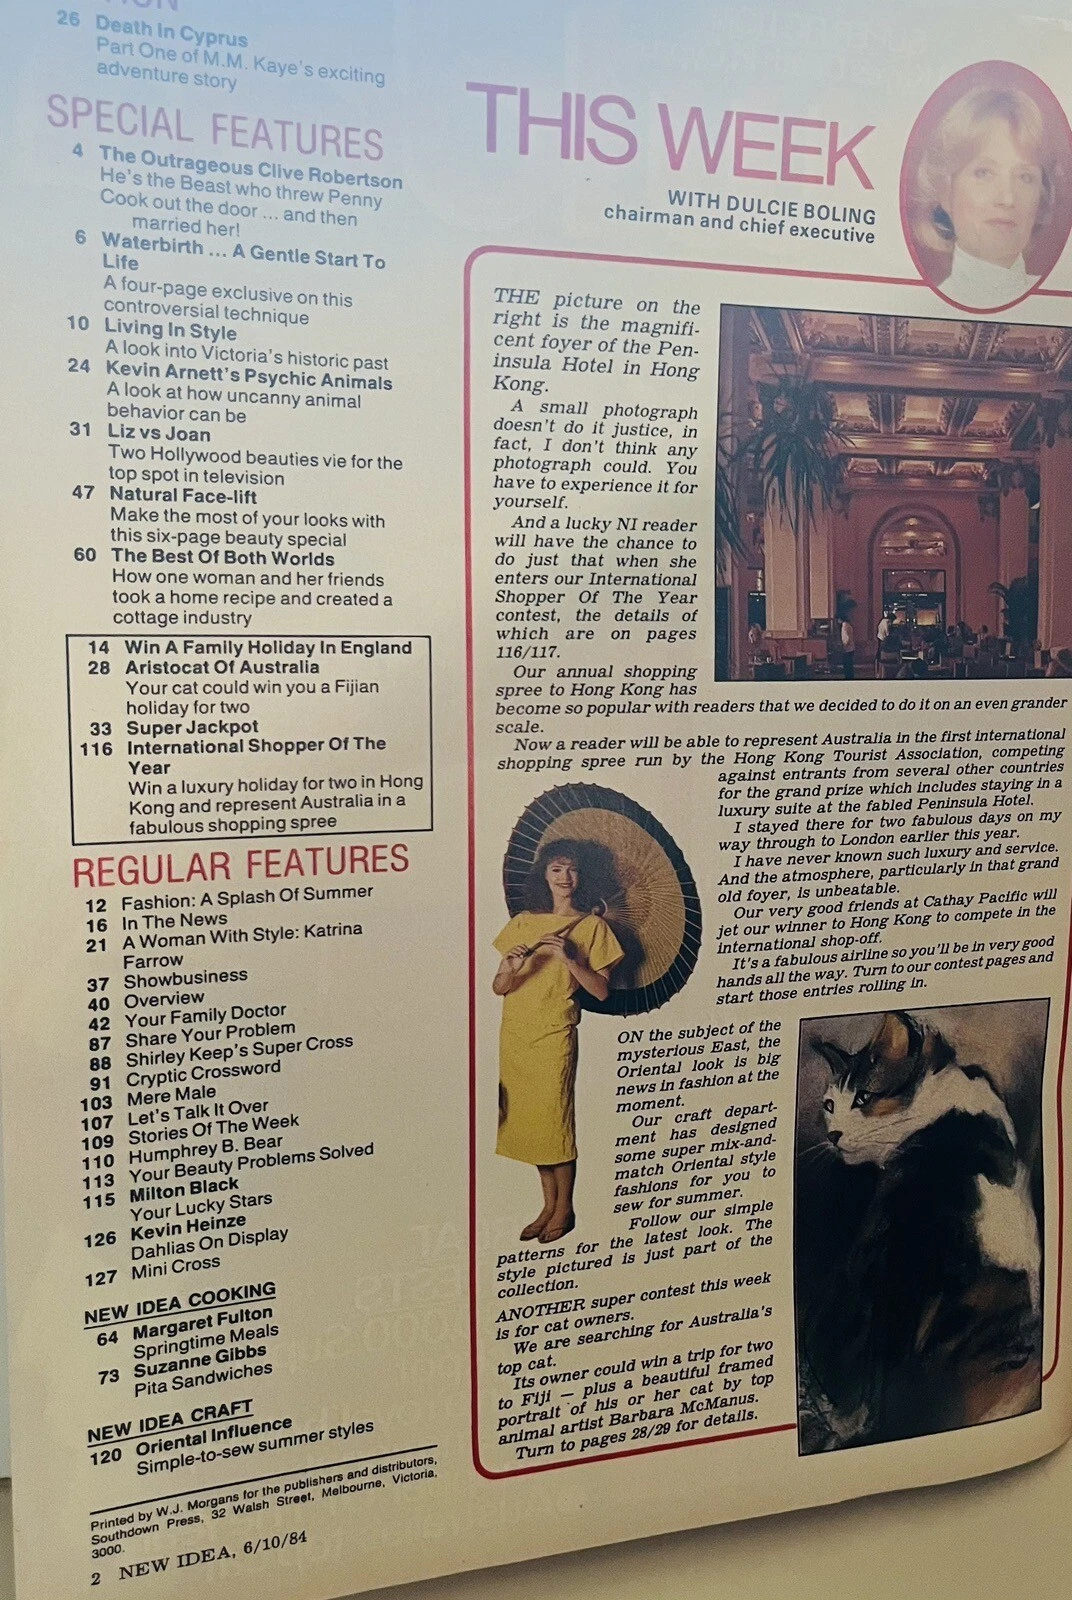 26 Death In Cyprus
Part One of M.M. Kaye's exciting
adventure story
SPECIAL FEATURES
4 The Outrageous Clive Robertson
He's the Beast who threw Penny
Cook out the door ... and then
married her!
6 Waterbirth ... A Gentle Start To
Life
A four-page exclusive on this
controversial technique
10 Living In Style
A look into Victoria's historic past
24 Kevin Arnett's Psychic Animals
A look at how uncanny animal
behavior can be
31 Liz vs Joan
Two Hollywood beauties vie for the
top spot in television
47 Natural Face-lift
Make the most of your looks with
this six-page beauty special
60 The Best Of Both Worlds
How one woman and her friends
took a home recipe and created a
cottage industry
14 Win A Family Holiday In England
28 Aristocat Of Australia
Your cat could win you a Fijian
holiday for two
33 Super Jackpot
116 International Shopper Of The
Year
Win a luxury holiday for two in Hong
Kong and represent Australia in a
fabulous shopping spree
REGULAR FEATURES
12 Fashion: A Splash Of Summer
16 In The News
21 A Woman With Style: Katrina
Farrow
37 Showbusiness
40 Overview
42 Your Family Doctor
87 Share Your Problem
88 Shirley Keep's Super Cross
91 Cryptic Crossword
103 Mere Male
107 Let's Talk It Over
109 Stories Of The Week
110 Humphrey B. Bear
113 Your Beauty Problems Solved
115 Milton Black
Your Lucky Stars
126 Kevin Heinze
Dahlias On Display
127 Mini Cross
NEW IDEA COOKING
64 Margaret Fulton
Springtime Meals
73 Suzanne Gibbs
Pita Sandwiches
NEW IDEA CRAFT
120 Oriental Influence
Simple-to-sew summer styles
Printed by W.J. Morgans for the publishers and distributors,
Southdown Press, 32 Walsh Street, Melbourne, Victoria,
3000.
2 NEW IDEA, 6/10/84
THIS WEEK
WITH DULCIE BOLING
chairman and chief executive
THE picture on the
right is the magnifi-
cent foyer of the Pen-
insula Hotel in Hong
Kong.
A small photograph
doesn't do it justice, in
fact, I don't think any
photograph could. You
have to experience it for
yourself.
And a lucky NI reader
will have the chance to
do just that when she
enters our International
Shopper Of The Year
contest, the details of
which are on pages
116/117.
Our annual shopping
spree to Hong Kong has
become so popular with readers that we decided to do it on an even grander
scale.
Now a reader will be able to represent Australia in the first international
shopping spree run by the Hong Kong Tourist Association, competing
against entrants from several other countries
for the grand prize which includes staying in a
luxury suite at the fabled Peninsula Hotel.
I stayed there for two fabulous days on my
way through to London earlier this year.
I have never known such luxury and service.
And the atmosphere, particularly in that grand
old foyer, is unbeatable.
Our very good friends at Cathay Pacific will
jet our winner to Hong Kong to compete in the
international shop-off.
It's a fabulous airline so you'll be in very good
hands all the way. Turn to our contest pages and
start those entries rolling in.
ON the subject of the
mysterious East, the
Oriental look is big
news in fashion at the
moment.
Our craft depart-
ment has designed
some super mix-and-
match Oriental style
fashions for you to
sew for summer.
Follow our simple
patterns for the latest look. The
style pictured is just part of the
collection.
ANOTHER super contest this week
is for cat owners.
We are searching for Australia's
top cat.
Its owner could win a trip for two
to Fiji — plus a beautiful framed
portrait of his or her cat by top
animal artist Barbara McManus.
Turn to pages 28/29 for details.